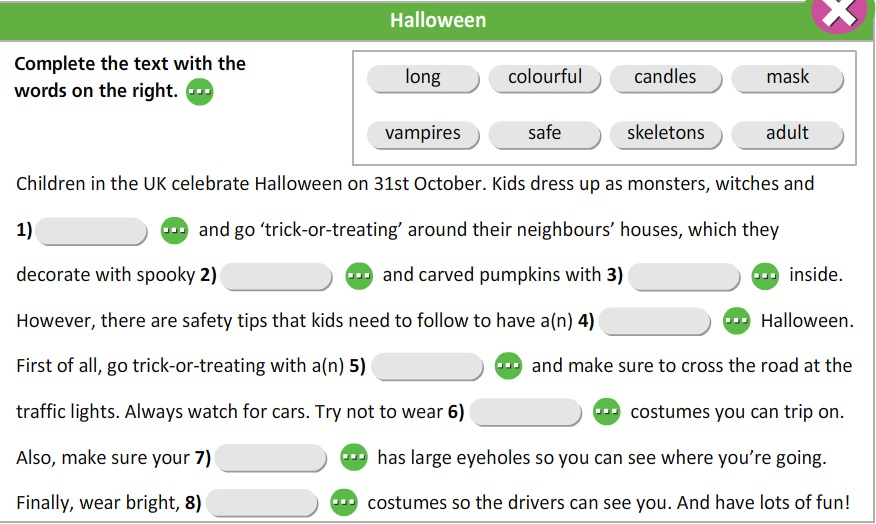 Halloween
Complete the text with the
words on the right.
long colourful candles mask
vampires safe skeletons adult
Children in the UK celebrate Halloween on 31st October. Kids dress up as monsters, witches and
1) and go ‘trick-or-treating’ around their neighbours’ houses, which they
decorate with spooky 2) and carved pumpkins with 3) inside.
However, there are safety tips that kids need to follow to have a(n) 4) Halloween.
First of all, go trick-or-treating with a(n) 5) and make sure to cross the road at the
traffic lights. Always watch for cars. Try not to wear 6) costumes you can trip on.
Also, make sure your 7) has large eyeholes so you can see where you’re going.
Finally, wear bright, 8) costumes so the drivers can see you. And have lots of fun!